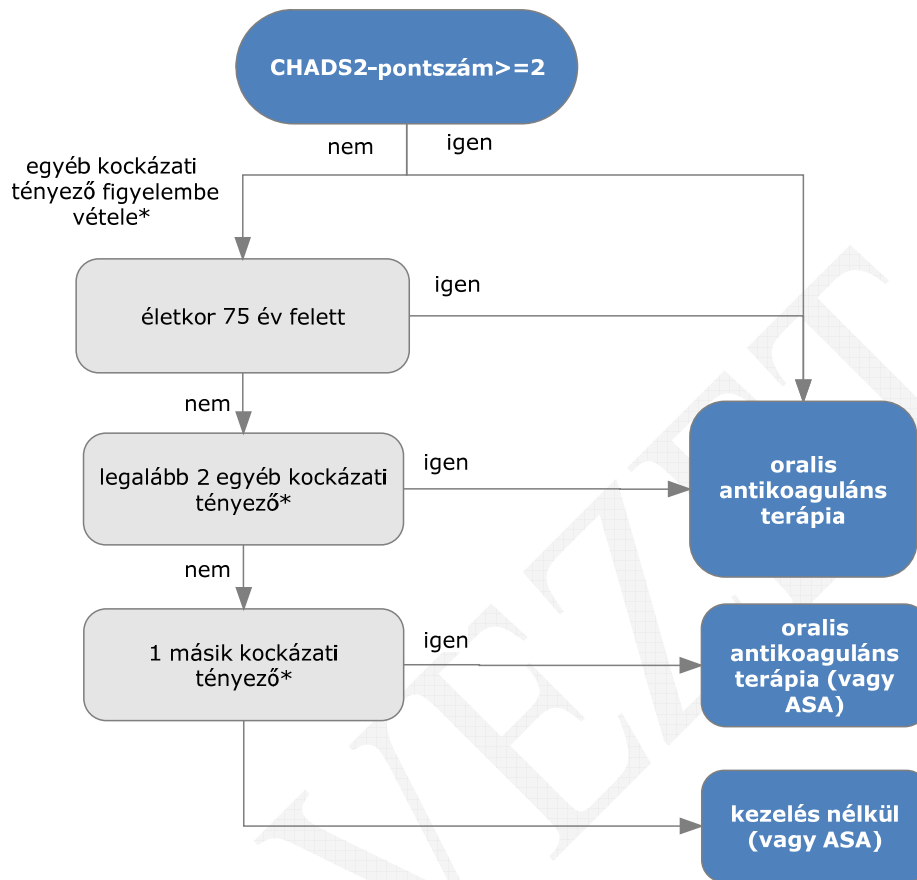 CHADS2–pontszám>=2
nem
igen
egyéb kockázati
tényező figyelembe
vétele*
életkor 75 év felett
igen
nem
legalább 2 egyéb kockázati
tényező*
igen
oralis
antikoaguláns
terápia
nem
1 másik kockázati
tényező*
igen
oralis
antikoaguláns
terápia (vagy
ASA)
kezelés nélkül
(vagy ASA)
VEZET